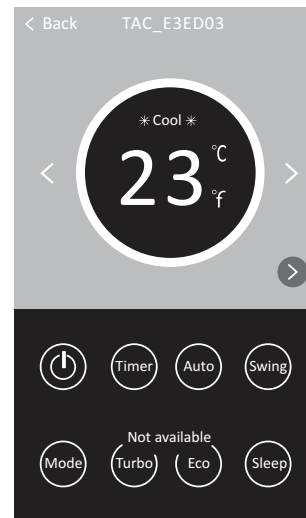 < Back TAC_E3ED03
✳ Cool ✳
23 °C
°f
Timer Auto Swing
Not available
Mode Turbo Eco Sleep